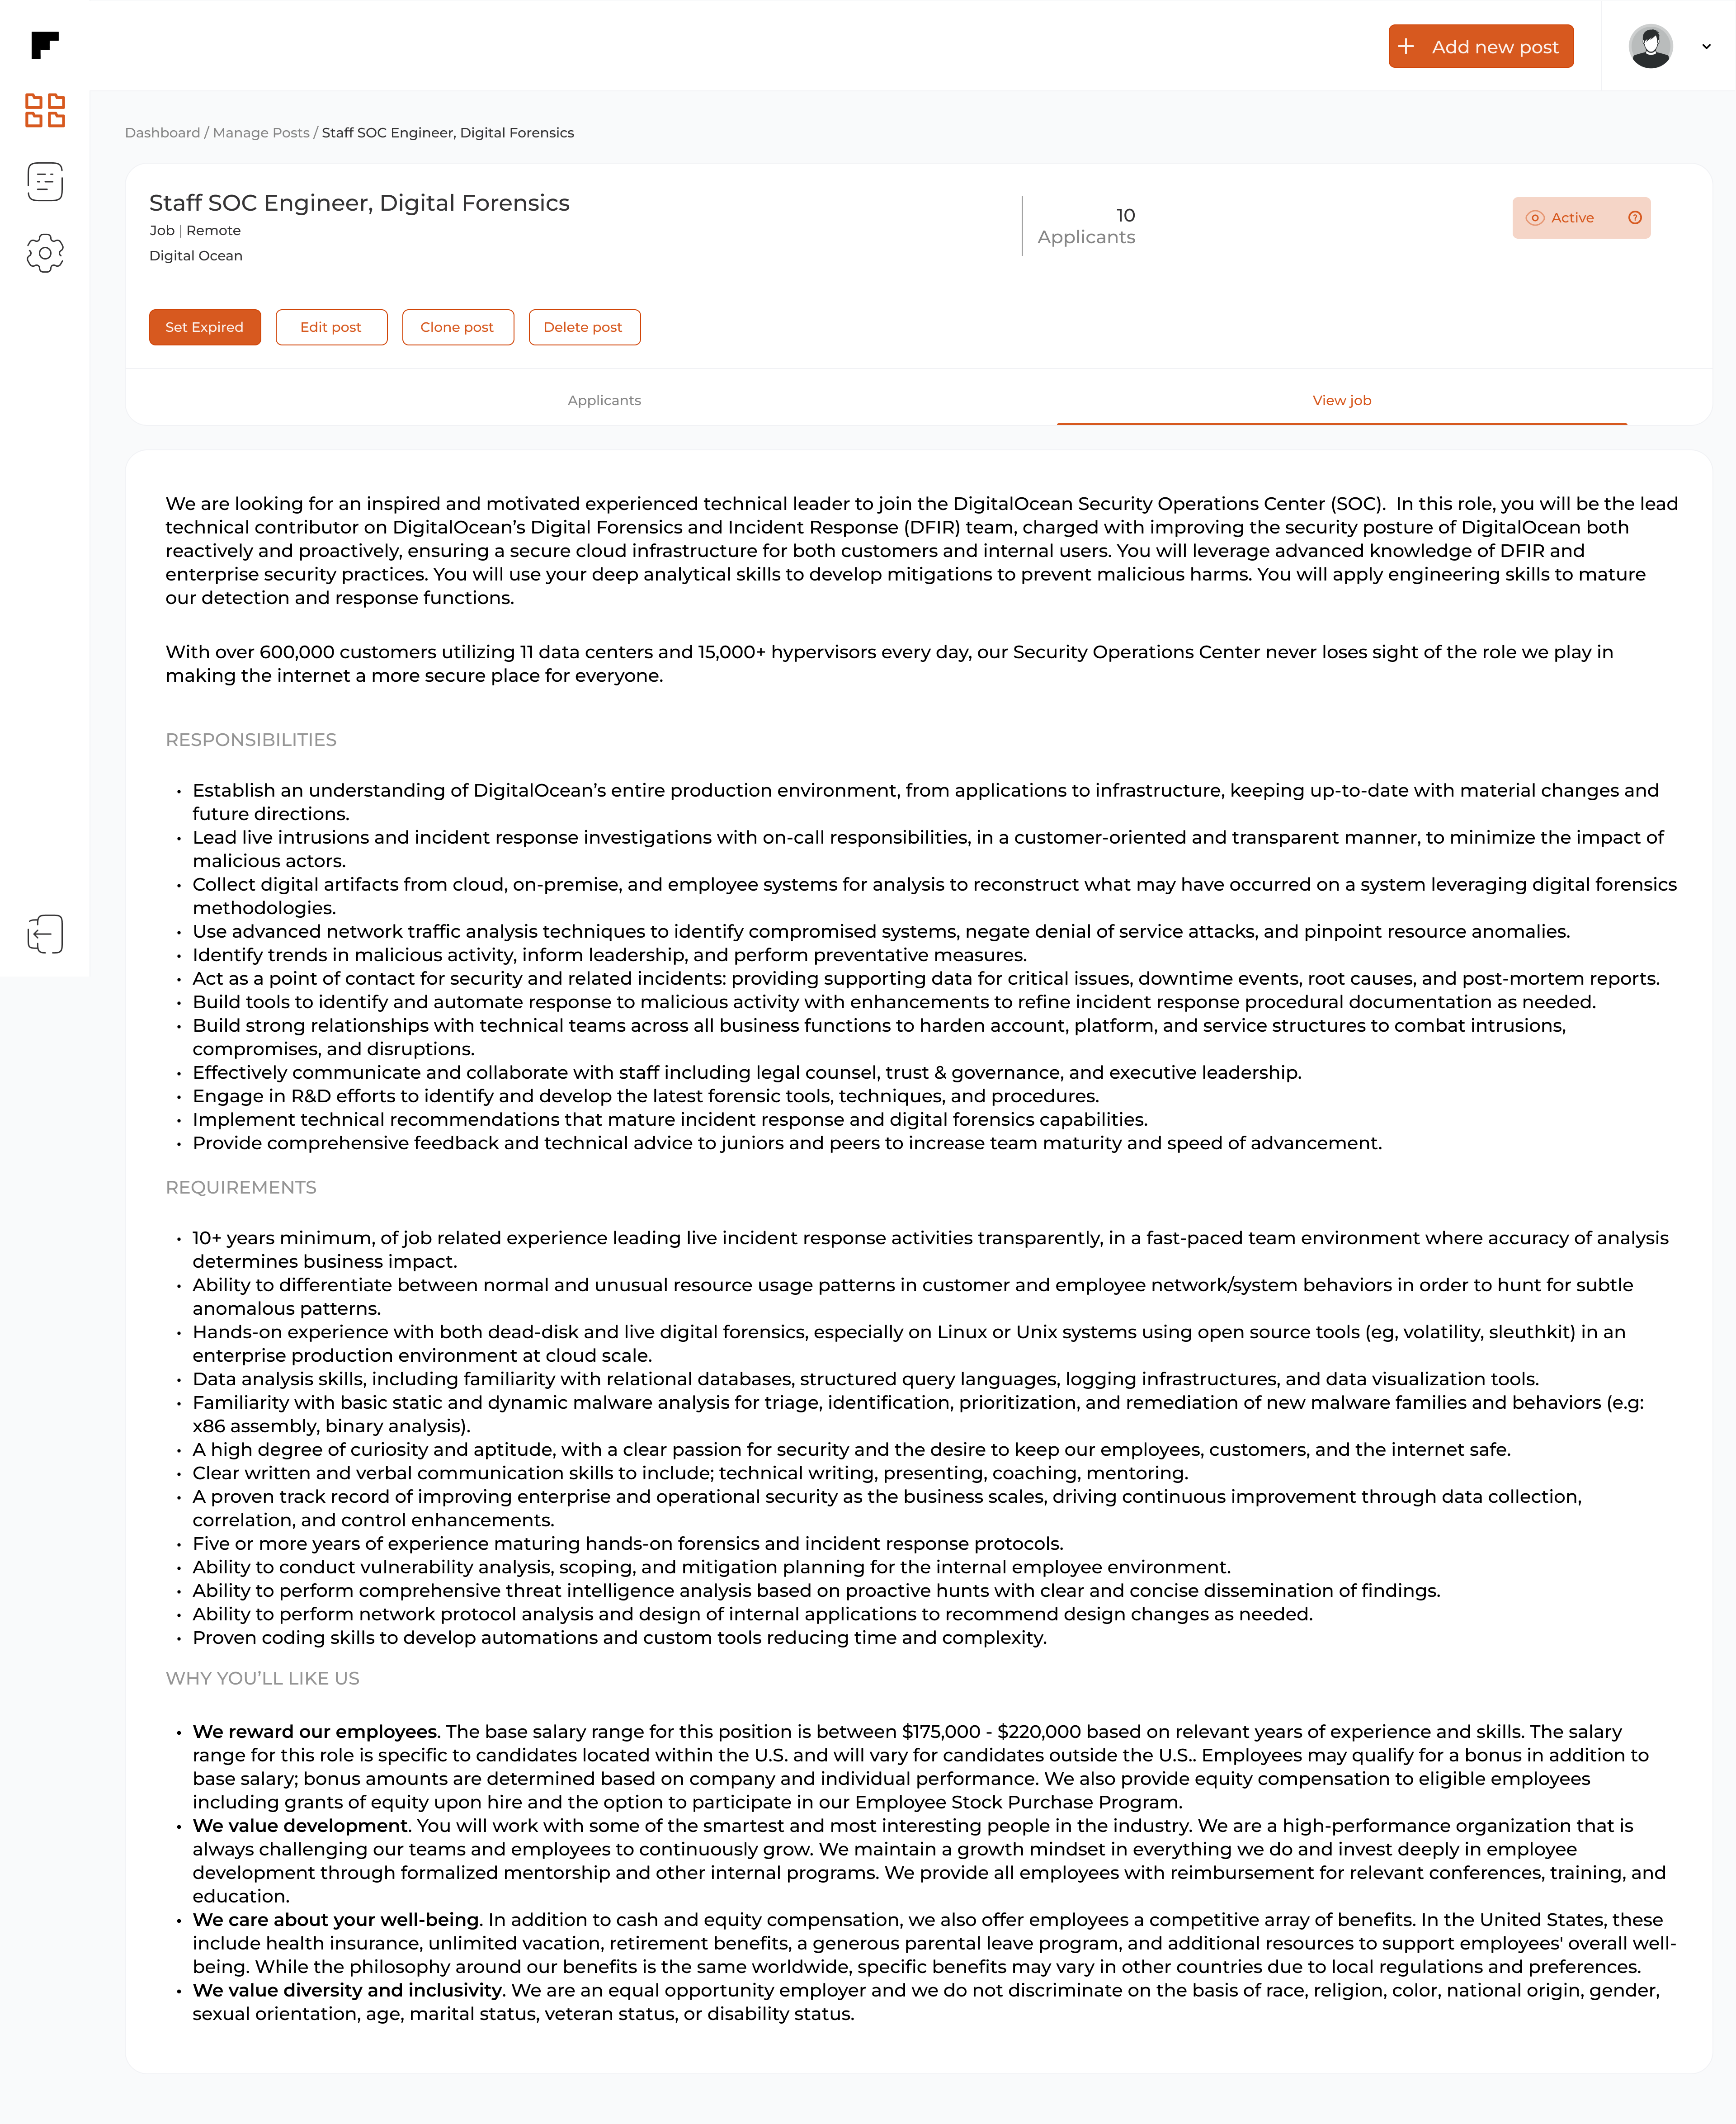 Add new post
Dashboard / Manage Posts / Staff SOC Engineer, Digital Forensics
Staff SOC Engineer, Digital Forensics
Job | Remote
Digital Ocean
10
Applicants
Active
Set Expired
Edit post
Clone post
Delete post
Applicants
View job
We are looking for an inspired and motivated experienced technical leader to join the DigitalOcean Security Operations Center (SOC).  In this role, you will be the lead
technical contributor on DigitalOcean’s Digital Forensics and Incident Response (DFIR) team, charged with improving the security posture of DigitalOcean both
reactively and proactively, ensuring a secure cloud infrastructure for both customers and internal users. You will leverage advanced knowledge of DFIR and
enterprise security practices. You will use your deep analytical skills to develop mitigations to prevent malicious harms. You will apply engineering skills to mature
our detection and response functions.
With over 600,000 customers utilizing 11 data centers and 15,000+ hypervisors every day, our Security Operations Center never loses sight of the role we play in
making the internet a more secure place for everyone.
RESPONSIBILITIES
• Establish an understanding of DigitalOcean’s entire production environment, from applications to infrastructure, keeping up-to-date with material changes and
future directions.
• Lead live intrusions and incident response investigations with on-call responsibilities, in a customer-oriented and transparent manner, to minimize the impact of
malicious actors.
• Collect digital artifacts from cloud, on-premise, and employee systems for analysis to reconstruct what may have occurred on a system leveraging digital forensics
methodologies.
• Use advanced network traffic analysis techniques to identify compromised systems, negate denial of service attacks, and pinpoint resource anomalies.
• Identify trends in malicious activity, inform leadership, and perform preventative measures.
• Act as a point of contact for security and related incidents: providing supporting data for critical issues, downtime events, root causes, and post-mortem reports.
• Build tools to identify and automate response to malicious activity with enhancements to refine incident response procedural documentation as needed.
• Build strong relationships with technical teams across all business functions to harden account, platform, and service structures to combat intrusions,
compromises, and disruptions.
• Effectively communicate and collaborate with staff including legal counsel, trust & governance, and executive leadership.
• Engage in R&D efforts to identify and develop the latest forensic tools, techniques, and procedures.
• Implement technical recommendations that mature incident response and digital forensics capabilities.
• Provide comprehensive feedback and technical advice to juniors and peers to increase team maturity and speed of advancement.
REQUIREMENTS
• 10+ years minimum, of job related experience leading live incident response activities transparently, in a fast-paced team environment where accuracy of analysis
determines business impact.
• Ability to differentiate between normal and unusual resource usage patterns in customer and employee network/system behaviors in order to hunt for subtle
anomalous patterns.
• Hands-on experience with both dead-disk and live digital forensics, especially on Linux or Unix systems using open source tools (eg, volatility, sleuthkit) in an
enterprise production environment at cloud scale.
• Data analysis skills, including familiarity with relational databases, structured query languages, logging infrastructures, and data visualization tools.
• Familiarity with basic static and dynamic malware analysis for triage, identification, prioritization, and remediation of new malware families and behaviors (e.g:
x86 assembly, binary analysis).
• A high degree of curiosity and aptitude, with a clear passion for security and the desire to keep our employees, customers, and the internet safe.
• Clear written and verbal communication skills to include; technical writing, presenting, coaching, mentoring.
• A proven track record of improving enterprise and operational security as the business scales, driving continuous improvement through data collection,
correlation, and control enhancements.
• Five or more years of experience maturing hands-on forensics and incident response protocols.
• Ability to conduct vulnerability analysis, scoping, and mitigation planning for the internal employee environment.
• Ability to perform comprehensive threat intelligence analysis based on proactive hunts with clear and concise dissemination of findings.
• Ability to perform network protocol analysis and design of internal applications to recommend design changes as needed.
• Proven coding skills to develop automations and custom tools reducing time and complexity.
WHY YOU’LL LIKE US
• We reward our employees. The base salary range for this position is between $175,000 - $220,000 based on relevant years of experience and skills. The salary
range for this role is specific to candidates located within the U.S. and will vary for candidates outside the U.S.. Employees may qualify for a bonus in addition to
base salary; bonus amounts are determined based on company and individual performance. We also provide equity compensation to eligible employees
including grants of equity upon hire and the option to participate in our Employee Stock Purchase Program.
• We value development. You will work with some of the smartest and most interesting people in the industry. We are a high-performance organization that is
always challenging our teams and employees to continuously grow. We maintain a growth mindset in everything we do and invest deeply in employee
development through formalized mentorship and other internal programs. We provide all employees with reimbursement for relevant conferences, training, and
education.
• We care about your well-being. In addition to cash and equity compensation, we also offer employees a competitive array of benefits. In the United States, these
include health insurance, unlimited vacation, retirement benefits, a generous parental leave program, and additional resources to support employees' overall well-
being. While the philosophy around our benefits is the same worldwide, specific benefits may vary in other countries due to local regulations and preferences.
• We value diversity and inclusivity. We are an equal opportunity employer and we do not discriminate on the basis of race, religion, color, national origin, gender,
sexual orientation, age, marital status, veteran status, or disability status.